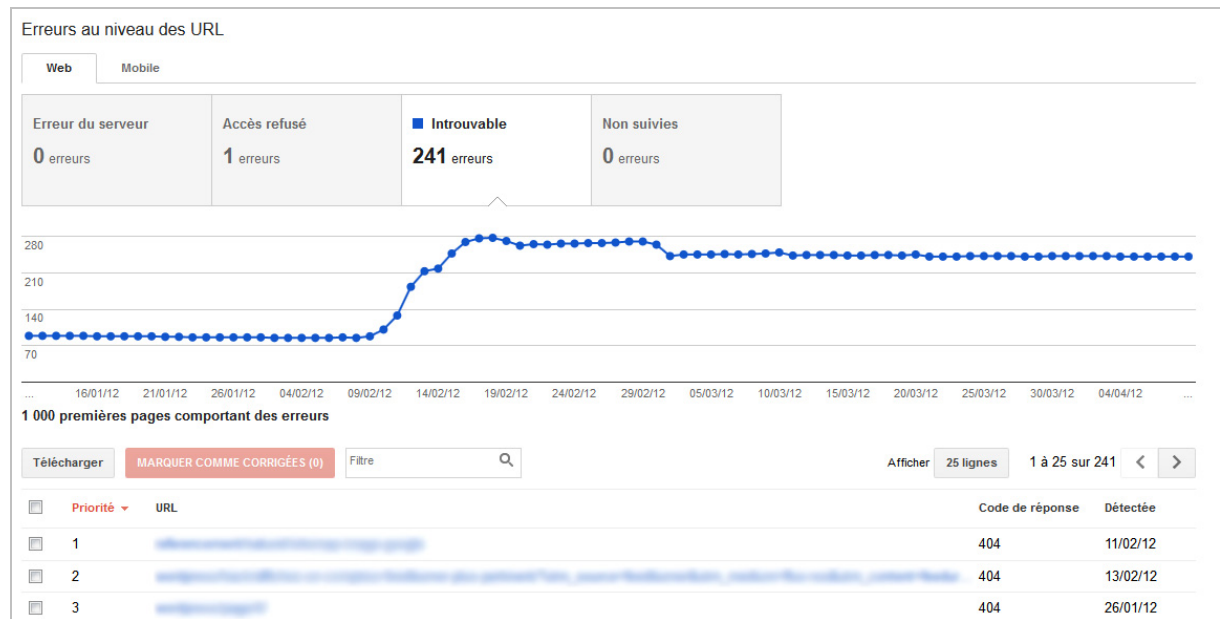 Erreurs au niveau des URL
Web Mobile
Erreur du serveur Accès refusé Introuvable Non suivies
0 erreurs 1 erreurs 241 erreurs 0 erreurs
280
210
140
70
... 16/01/12 21/01/12 26/01/12 04/02/12 09/02/12 14/02/12 19/02/12 24/02/12 29/02/12 05/03/12 10/03/12 15/03/12 20/03/12 25/03/12 30/03/12 04/04/12 ...
1 000 premières pages comportant des erreurs
Télécharger MARQUER COMME CORRIGÉES (0) Filtre Afficher 25 lignes 1 à 25 sur 241
Priorité URL Code de réponse Détectée
1 404 11/02/12
2 404 13/02/12
3 404 26/01/12